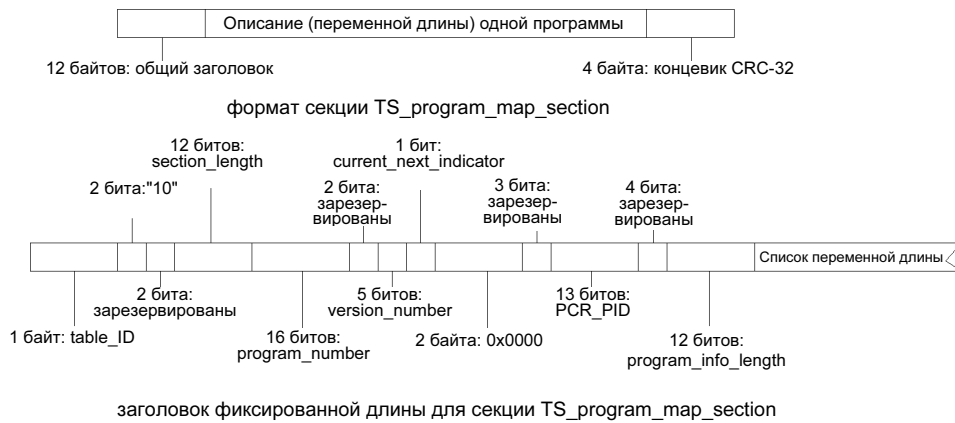 Описание (переменной длины) одной программы
12 байтов: общий заголовок
4 байта: концевик CRC-32
формат секции TS_program_map_section
12 битов:
section_length
1 бит:
current_next_indicator
2 бита:"10"
2 бита:
зарезер-
вированы
3 бита:
зарезер-
вированы
4 бита:
зарезер-
вированы
Список переменной длины
2 бита:
зарезервированы
5 битов:
version_number
13 битов:
PCR_PID
1 байт: table_ID
16 битов:
program_number
2 байта: 0x0000
12 битов:
program_info_length
заголовок фиксированной длины для секции TS_program_map_section